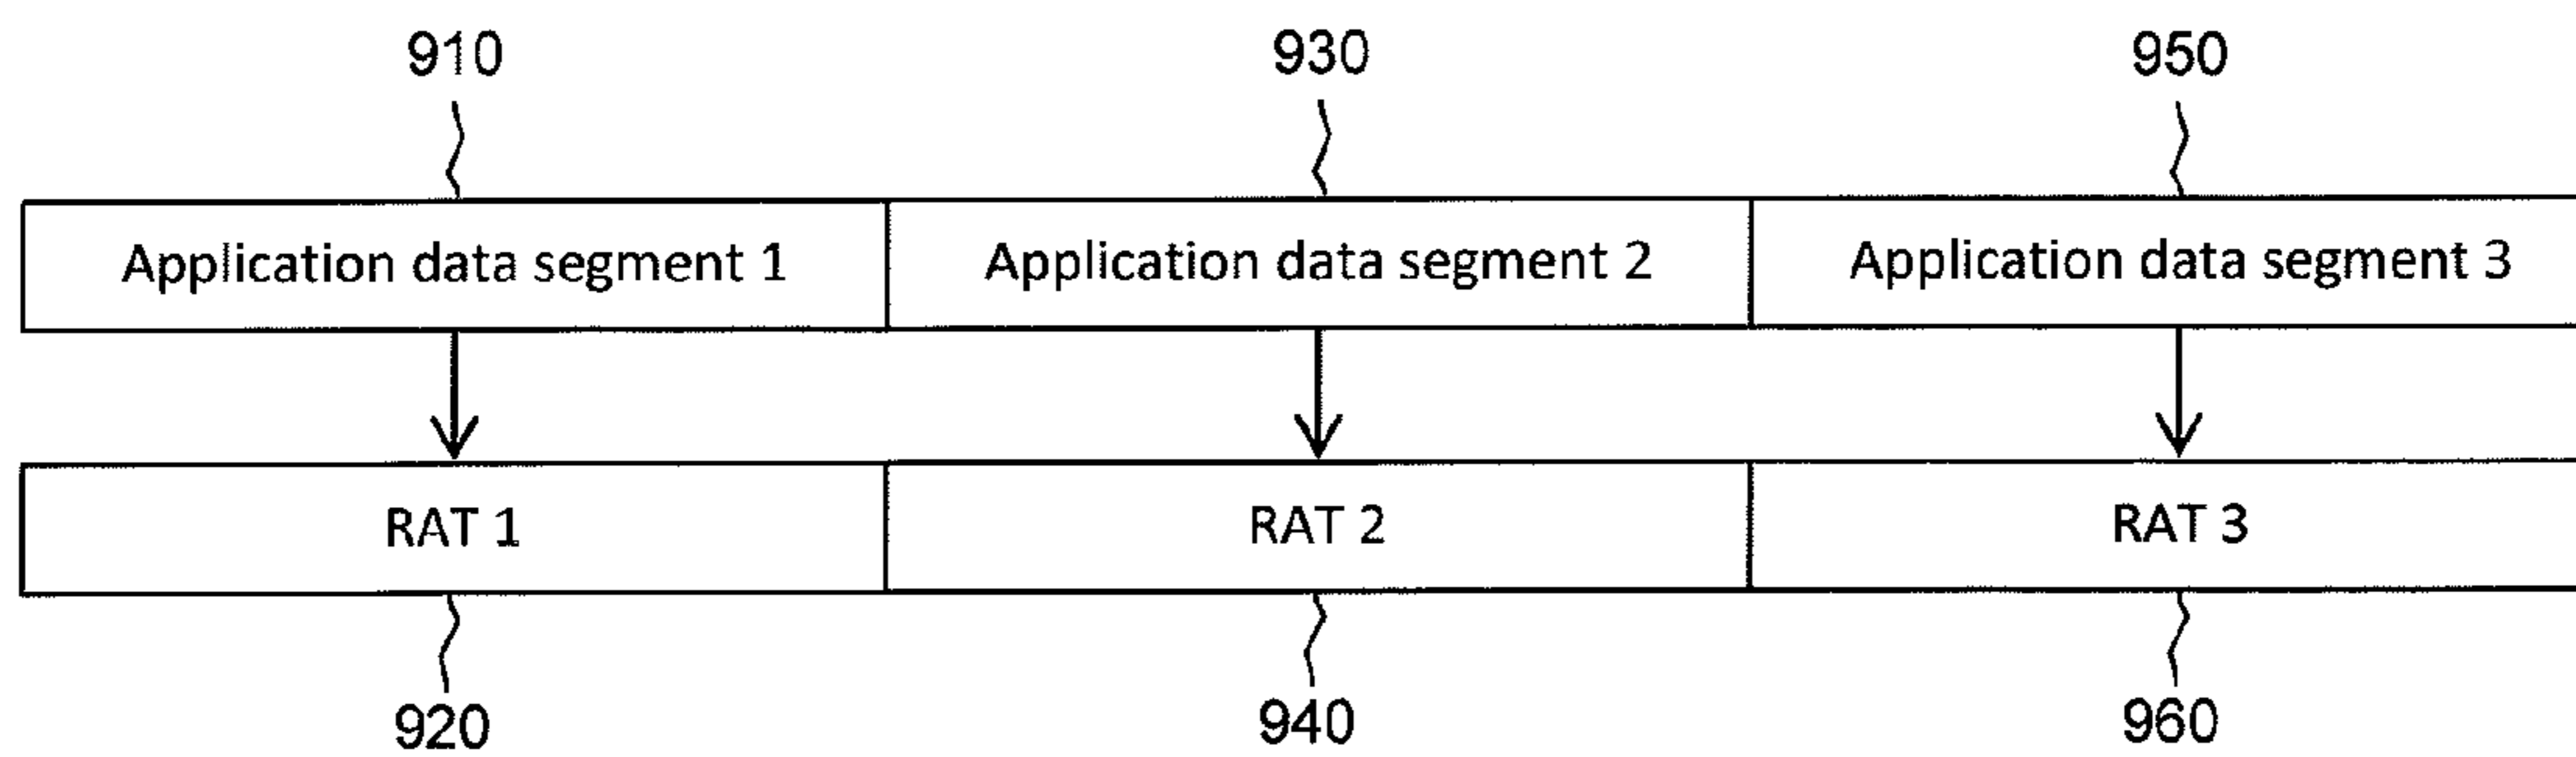 910 930 950
Application data segment 1 Application data segment 2 Application data segment 3
RAT 1 RAT 2 RAT 3
920 940 960